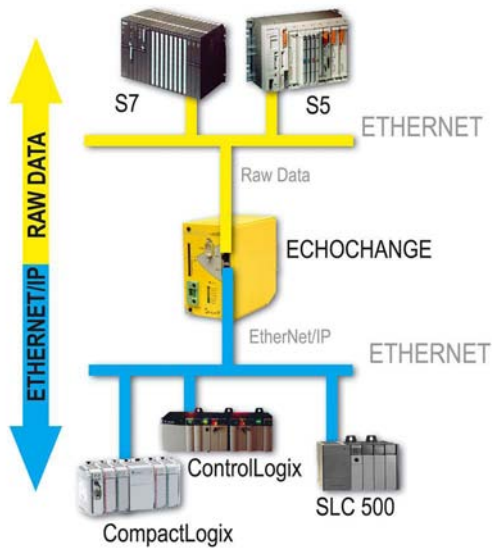 S7
S5
ETHERNET
Raw Data
RAW DATA
ECHOCHANGE
ETHERNET/IP
EtherNet/IP
ETHERNET
ControlLogix
SLC 500
CompactLogix